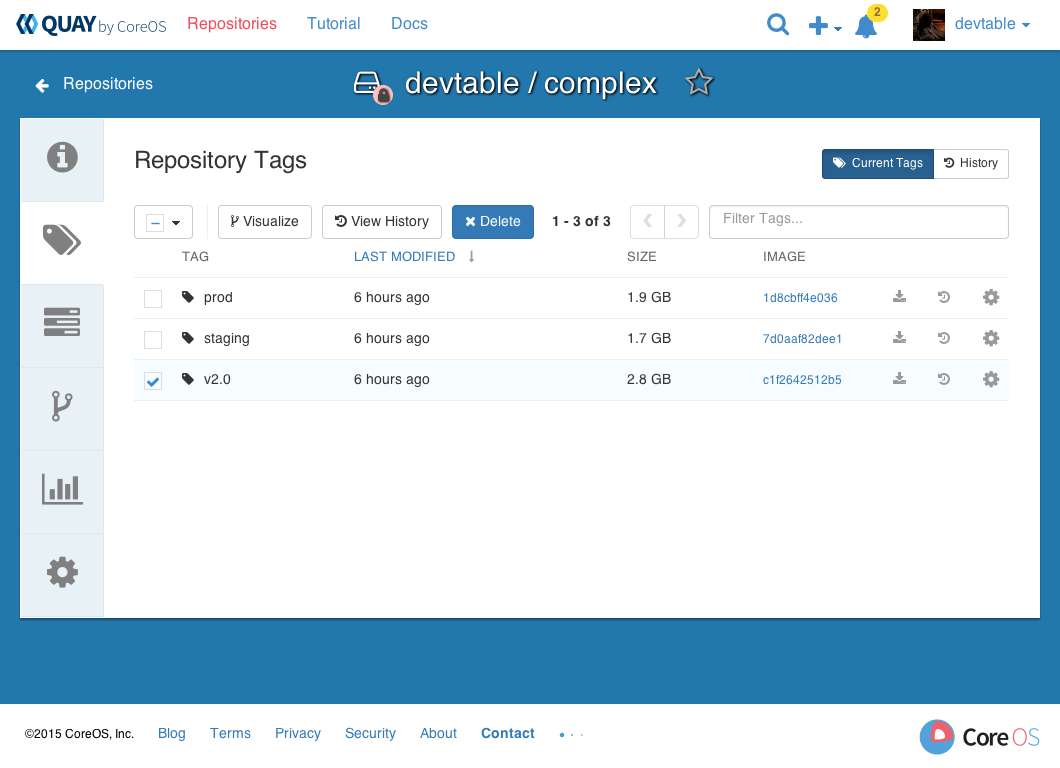 QUAY by CoreOS Repositories Tutorial Docs 2 devtable
Repositories devtable / complex
Repository Tags Current Tags History
Visualize View History Delete 1 - 3 of 3 Filter Tags...
TAG LAST MODIFIED SIZE IMAGE
prod 6 hours ago 1.9 GB 1d8cbff4e036
staging 6 hours ago 1.7 GB 7d0aaf82dee1
v2.0 6 hours ago 2.8 GB c1f2642512b5
©2015 CoreOS, Inc. Blog Terms Privacy Security About Contact Core OS